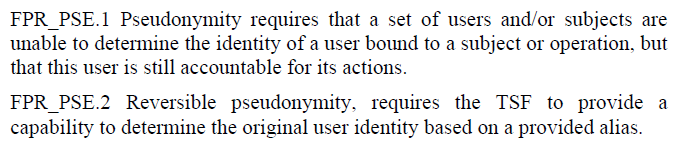 FPR_PSE.1 Pseudonymity requires that a set of users and/or subjects are
unable to determine the identity of a user bound to a subject or operation, but
that this user is still accountable for its actions.
FPR_PSE.2 Reversible pseudonymity, requires the TSF to provide a
capability to determine the original user identity based on a provided alias.